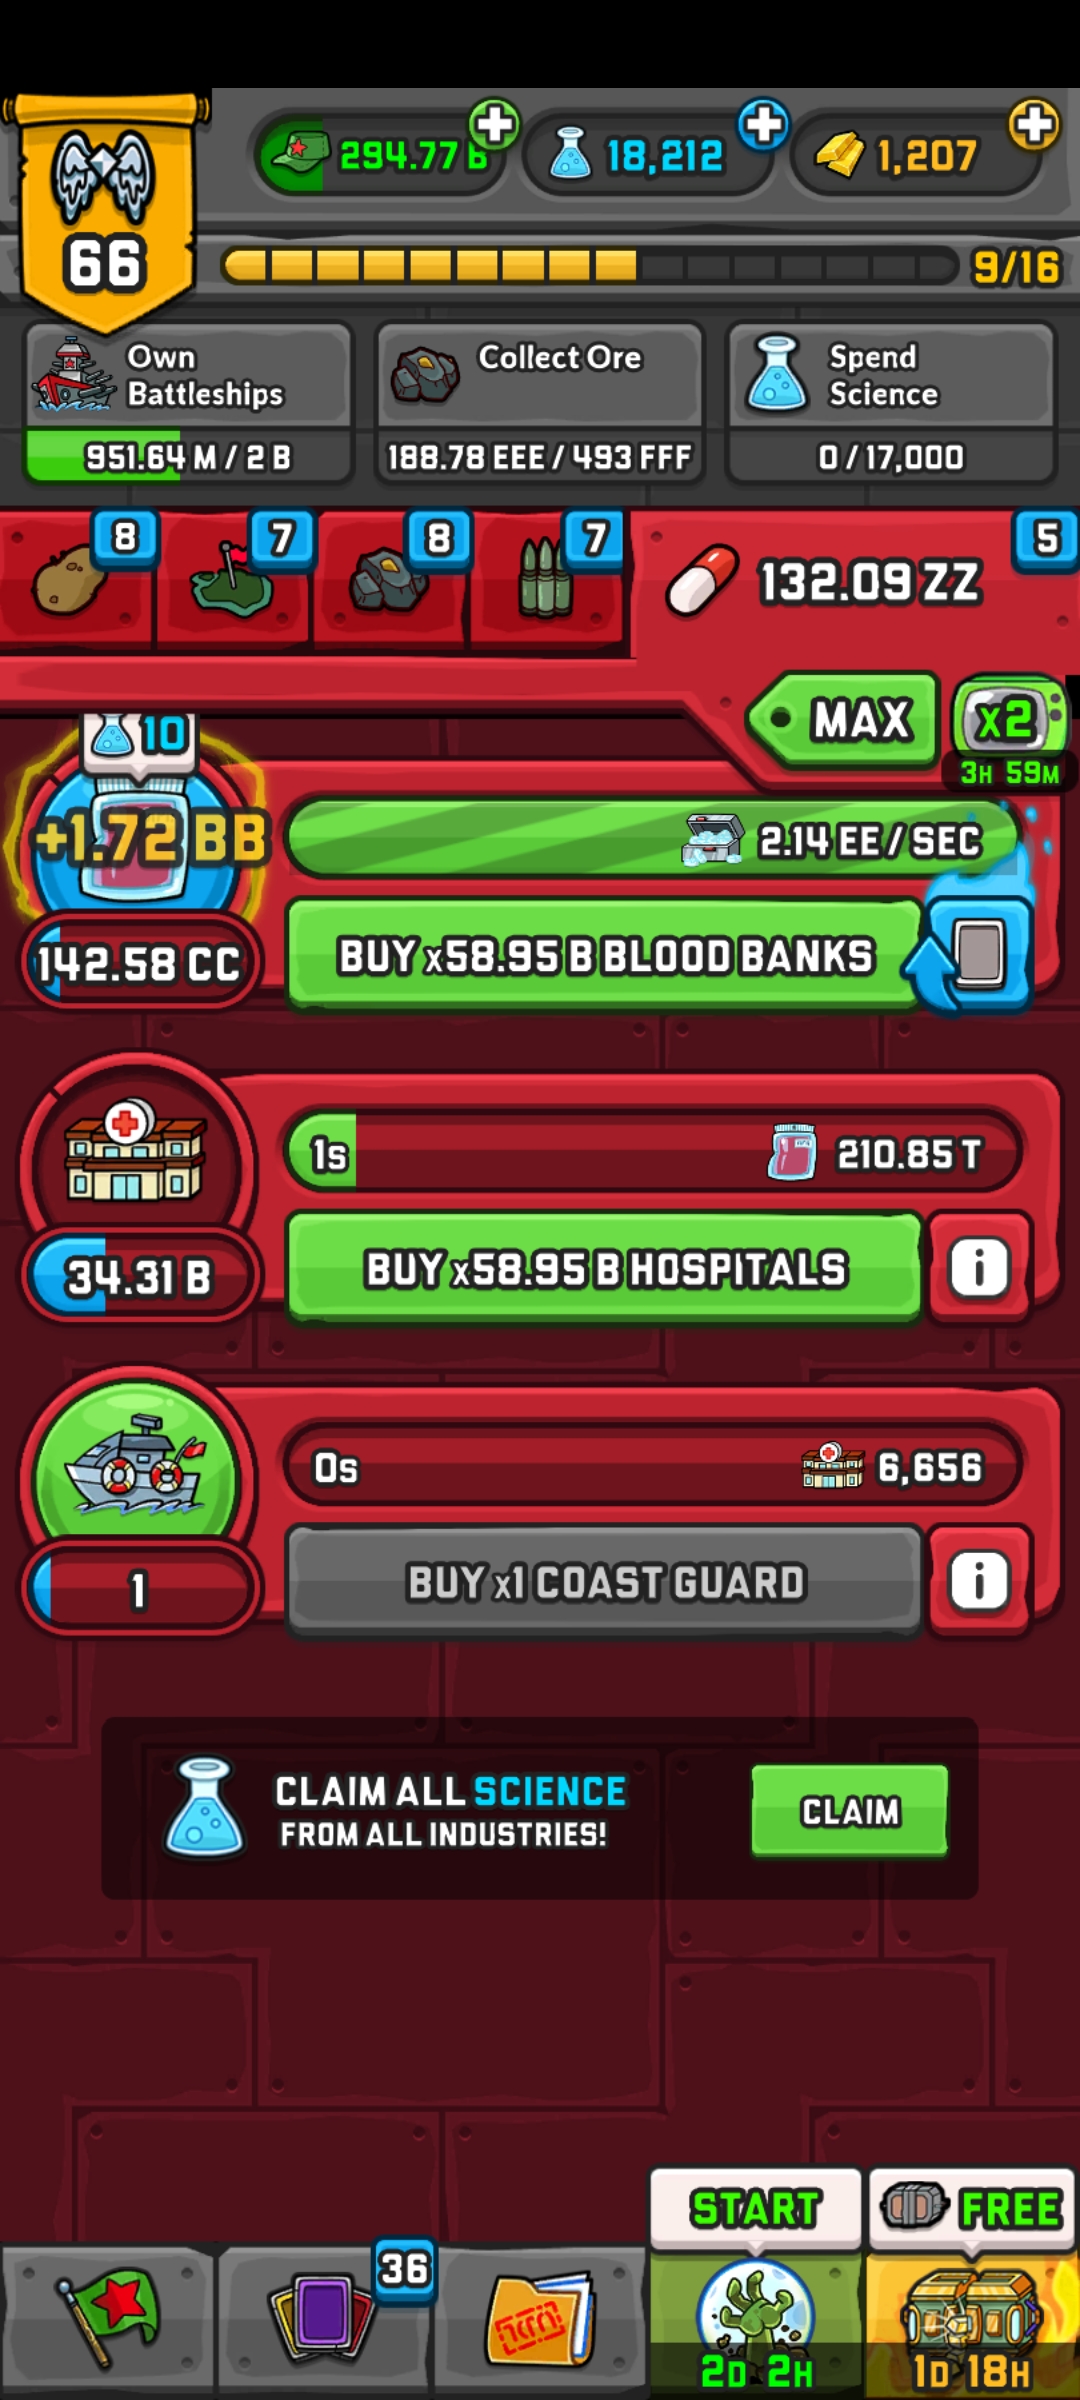 294.77 B
18,212
1,207
66
9/16
Own
Battleships
Collect Ore
Spend
Science
951.64 M / 2 B
188.78 EEE / 493 FFF
0 / 17,000
8
7
8
7
5
132.09 ZZ
MAX
x2
3H 59M
10
+1.72 BB
2.14 EE / SEC
142.58 CC
BUY x58.95 B BLOOD BANKS
1s
210.85 T
34.31 B
BUY x58.95 B HOSPITALS
i
0s
6,656
1
BUY x1 COAST GUARD
i
CLAIM ALL SCIENCE
FROM ALL INDUSTRIES!
CLAIM
START
FREE
36
2D 2H
1D 18H